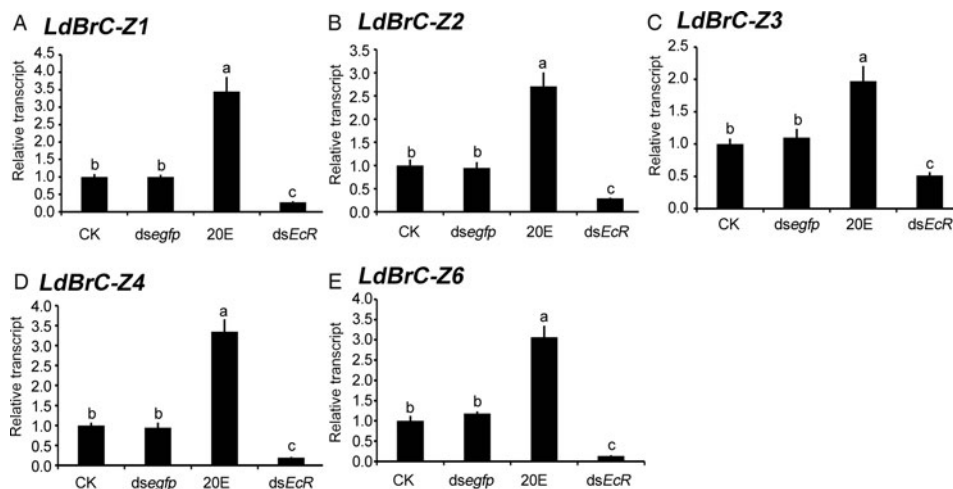 A LdBrC-Z1
Relative transcript
4.5
4.0
3.5
3.0
2.5
2.0
1.5
1.0
0.5
0.0
b
b
a
c
CK
dsegfp
20E
dsEcR
B LdBrC-Z2
Relative transcript
3.5
3.0
2.5
2.0
1.5
1.0
0.5
0.0
b
b
a
c
CK
dsegfp
20E
dsEcR
C LdBrC-Z3
Relative transcript
2.5
2.0
1.5
1.0
0.5
0.0
b
b
a
c
CK
dsegfp
20E
dsEcR
D LdBrC-Z4
Relative transcript
4.0
3.5
3.0
2.5
2.0
1.5
1.0
0.5
0.0
b
b
a
c
CK
dsegfp
20E
dsEcR
E LdBrC-Z6
Relative transcript
4.0
3.5
3.0
2.5
2.0
1.5
1.0
0.5
0.0
b
b
a
c
CK
dsegfp
20E
dsEcR